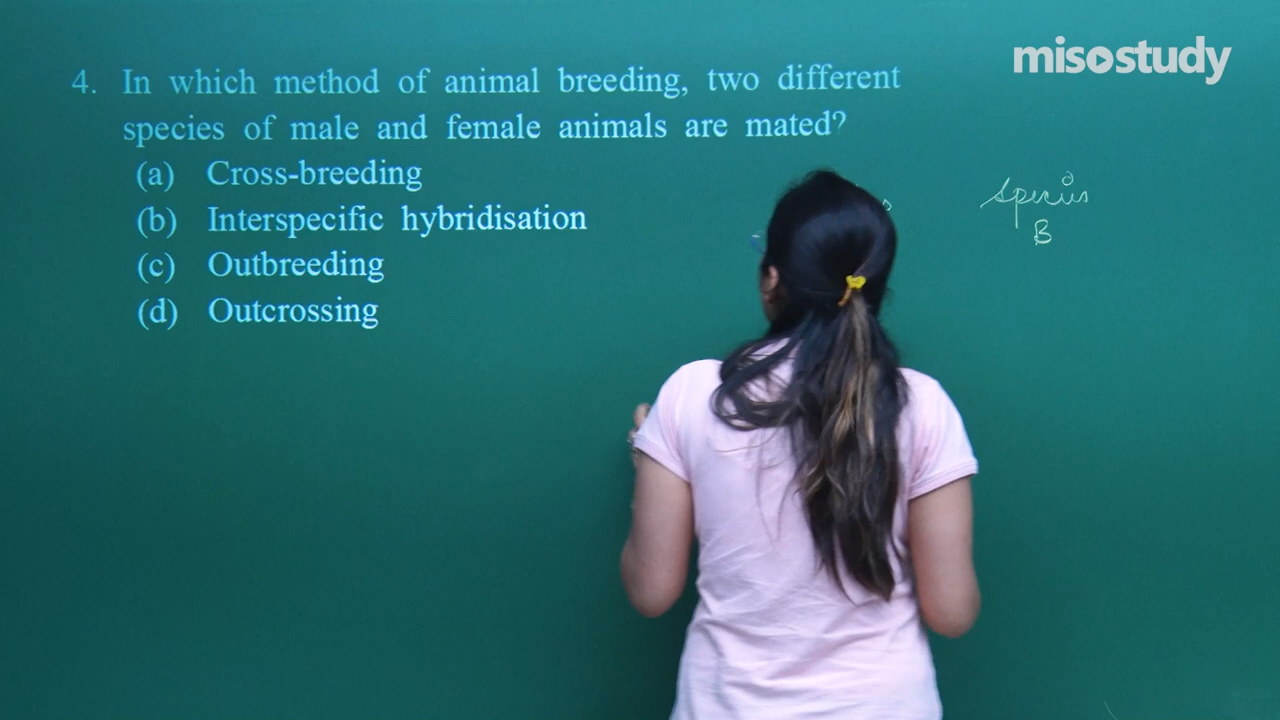 misostudy
4. In which method of animal breeding, two different
species of male and female animals are mated?
(a) Cross-breeding
(b) Interspecific hybridisation
(c) Outbreeding
(d) Outcrossing
Species
B